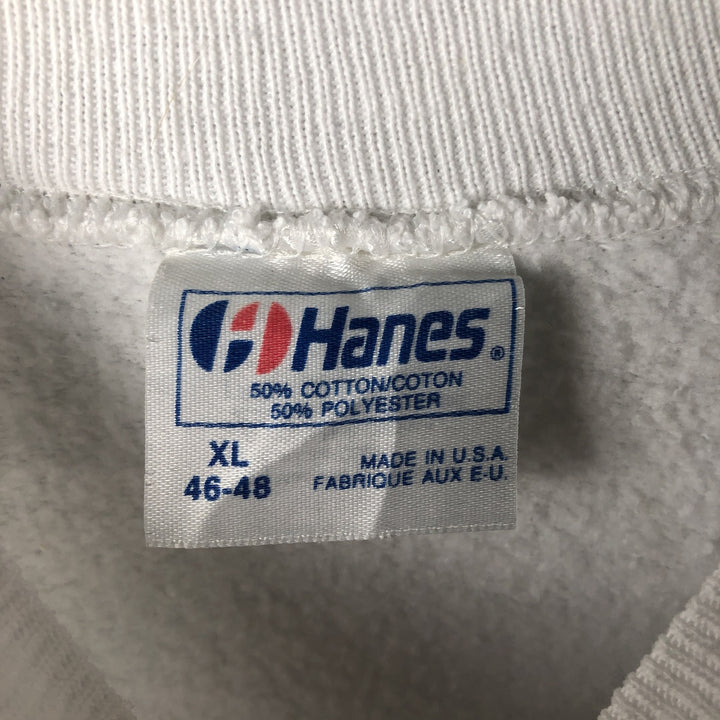 Hanes®
50% COTTON/COTON
50% POLYESTER
XL
46-48
MADE IN U.S.A.
FABRIQUE AUX E-U.